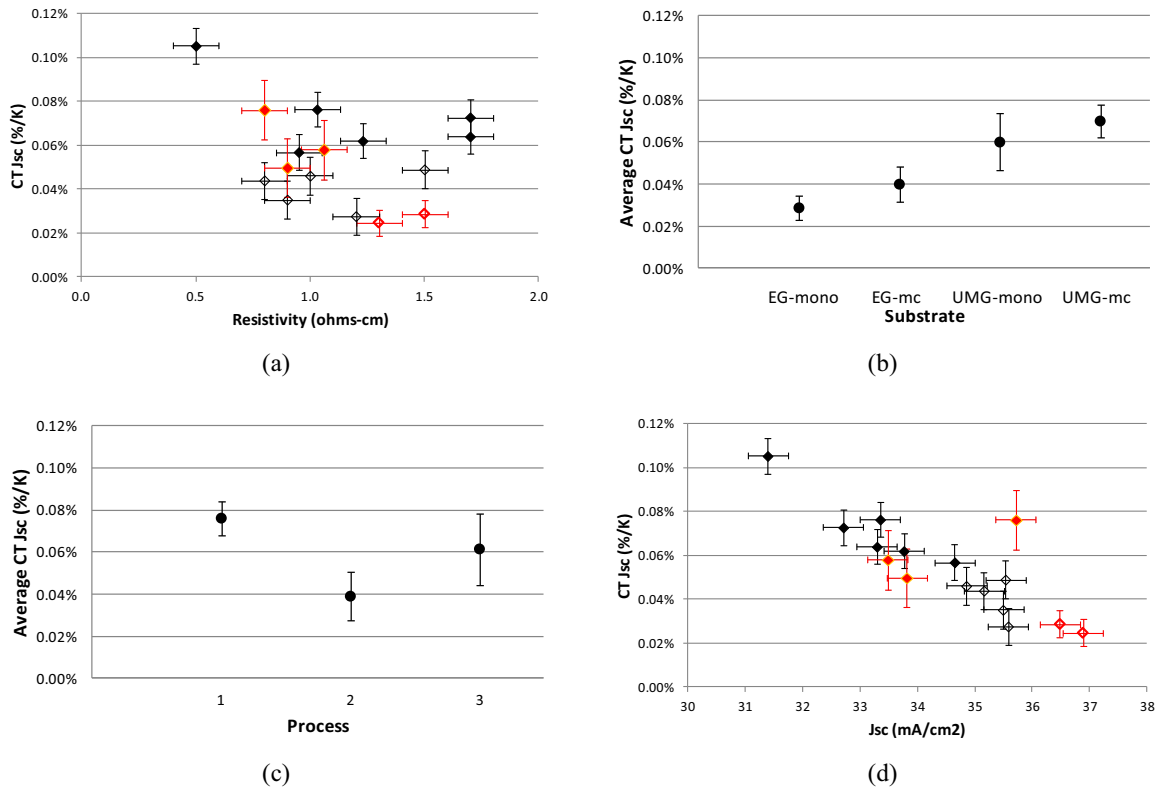 0.12%
0.10%
0.08%
0.06%
0.04%
0.02%
0.00%
CT Jsc (%/K)
0.0 0.5 1.0 1.5 2.0
Resistivity (ohms-cm)
(a)
0.12%
0.10%
0.08%
0.06%
0.04%
0.02%
0.00%
Average CT Jsc (%/K)
EG-mono EG-mc UMG-mono UMG-mc
Substrate
(b)
0.12%
0.10%
0.08%
0.06%
0.04%
0.02%
0.00%
Average CT Jsc (%/K)
1 2 3
Process
(c)
0.12%
0.10%
0.08%
0.06%
0.04%
0.02%
0.00%
CT Jsc (%/K)
30 31 32 33 34 35 36 37 38
Jsc (mA/cm2)
(d)